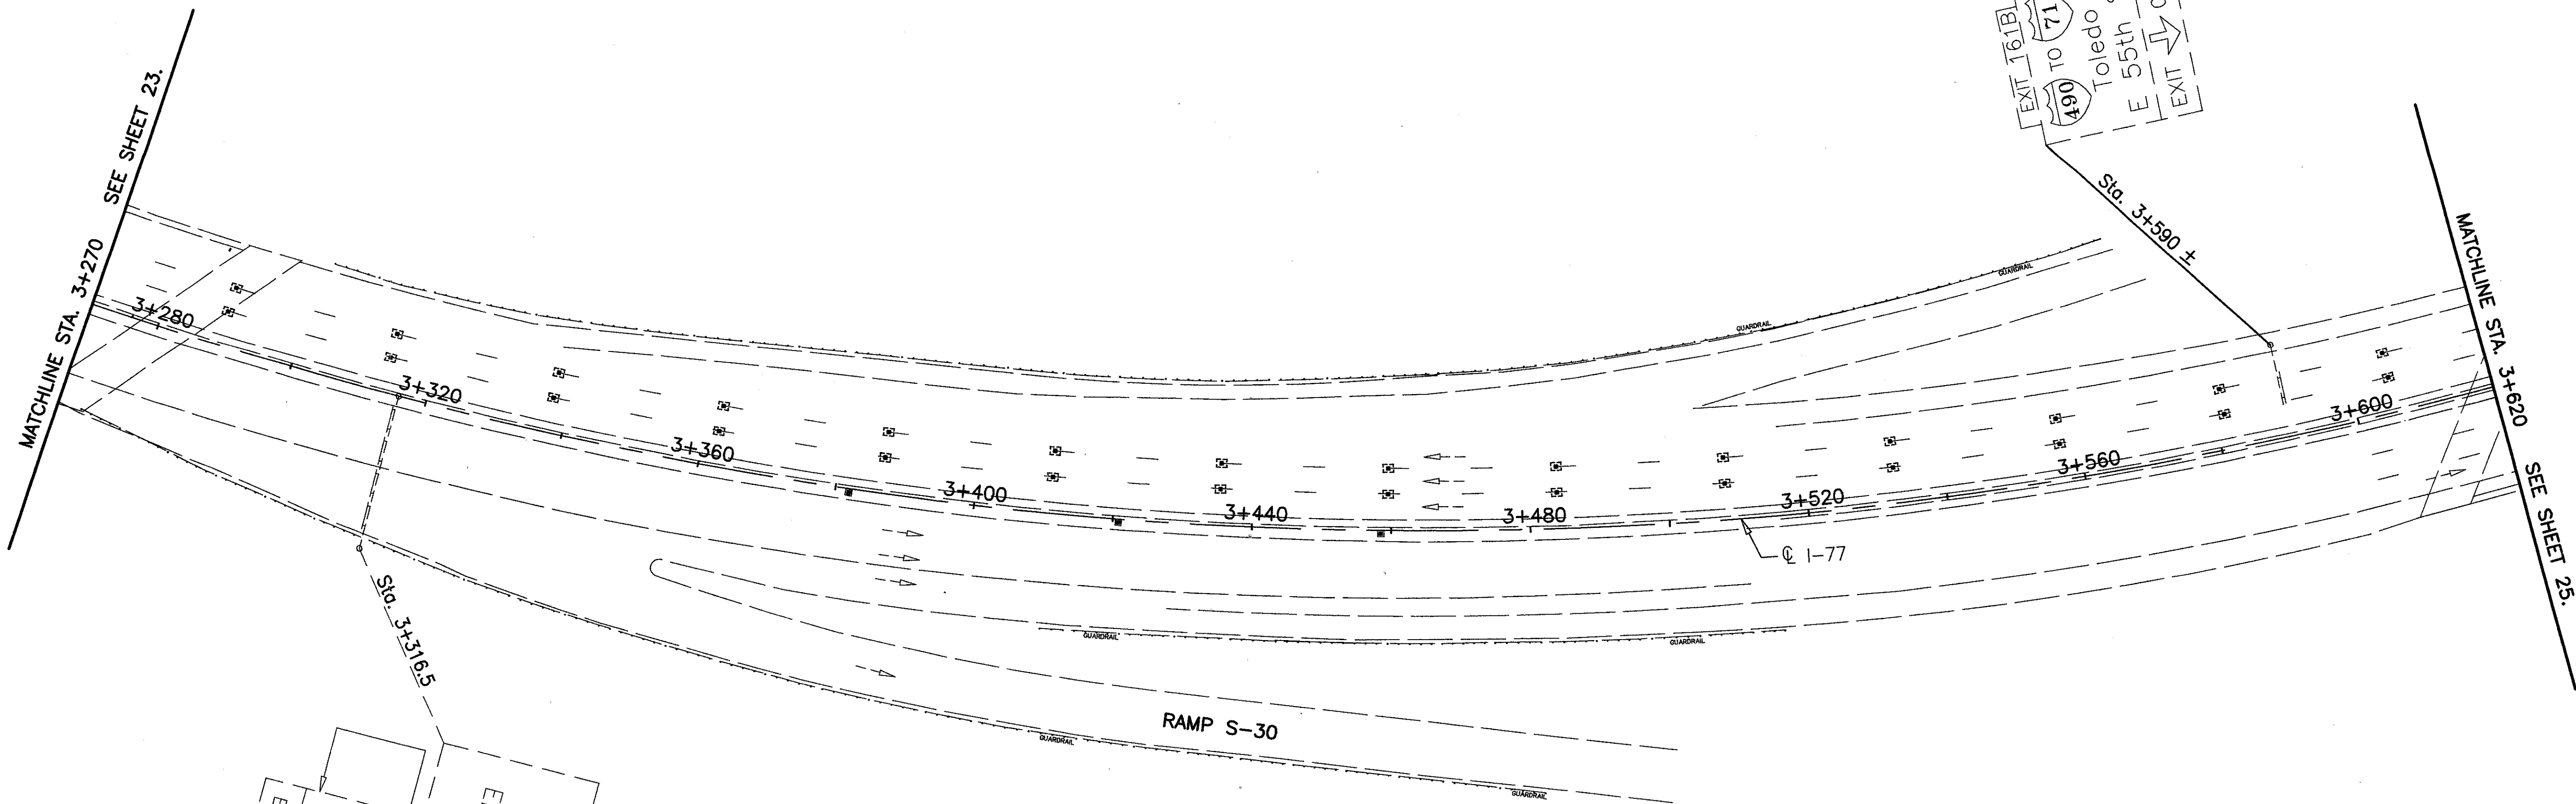 MATCHLINE STA. 3+270 SEE SHEET 23.
EXIT 161B
490 TO 71
Toledo
E 55th
EXIT
Sta. 3+590 ±
MATCHLINE STA. 3+620 SEE SHEET 25.
GUARDRAIL
GUARDRAIL
3+280
3+320
3+360
3+400
3+440
3+480
3+520
3+560
3+600
℄ I-77
Sta. 3+316.5
GUARDRAIL
GUARDRAIL
RAMP S-30
GUARDRAIL
GUARDRAIL